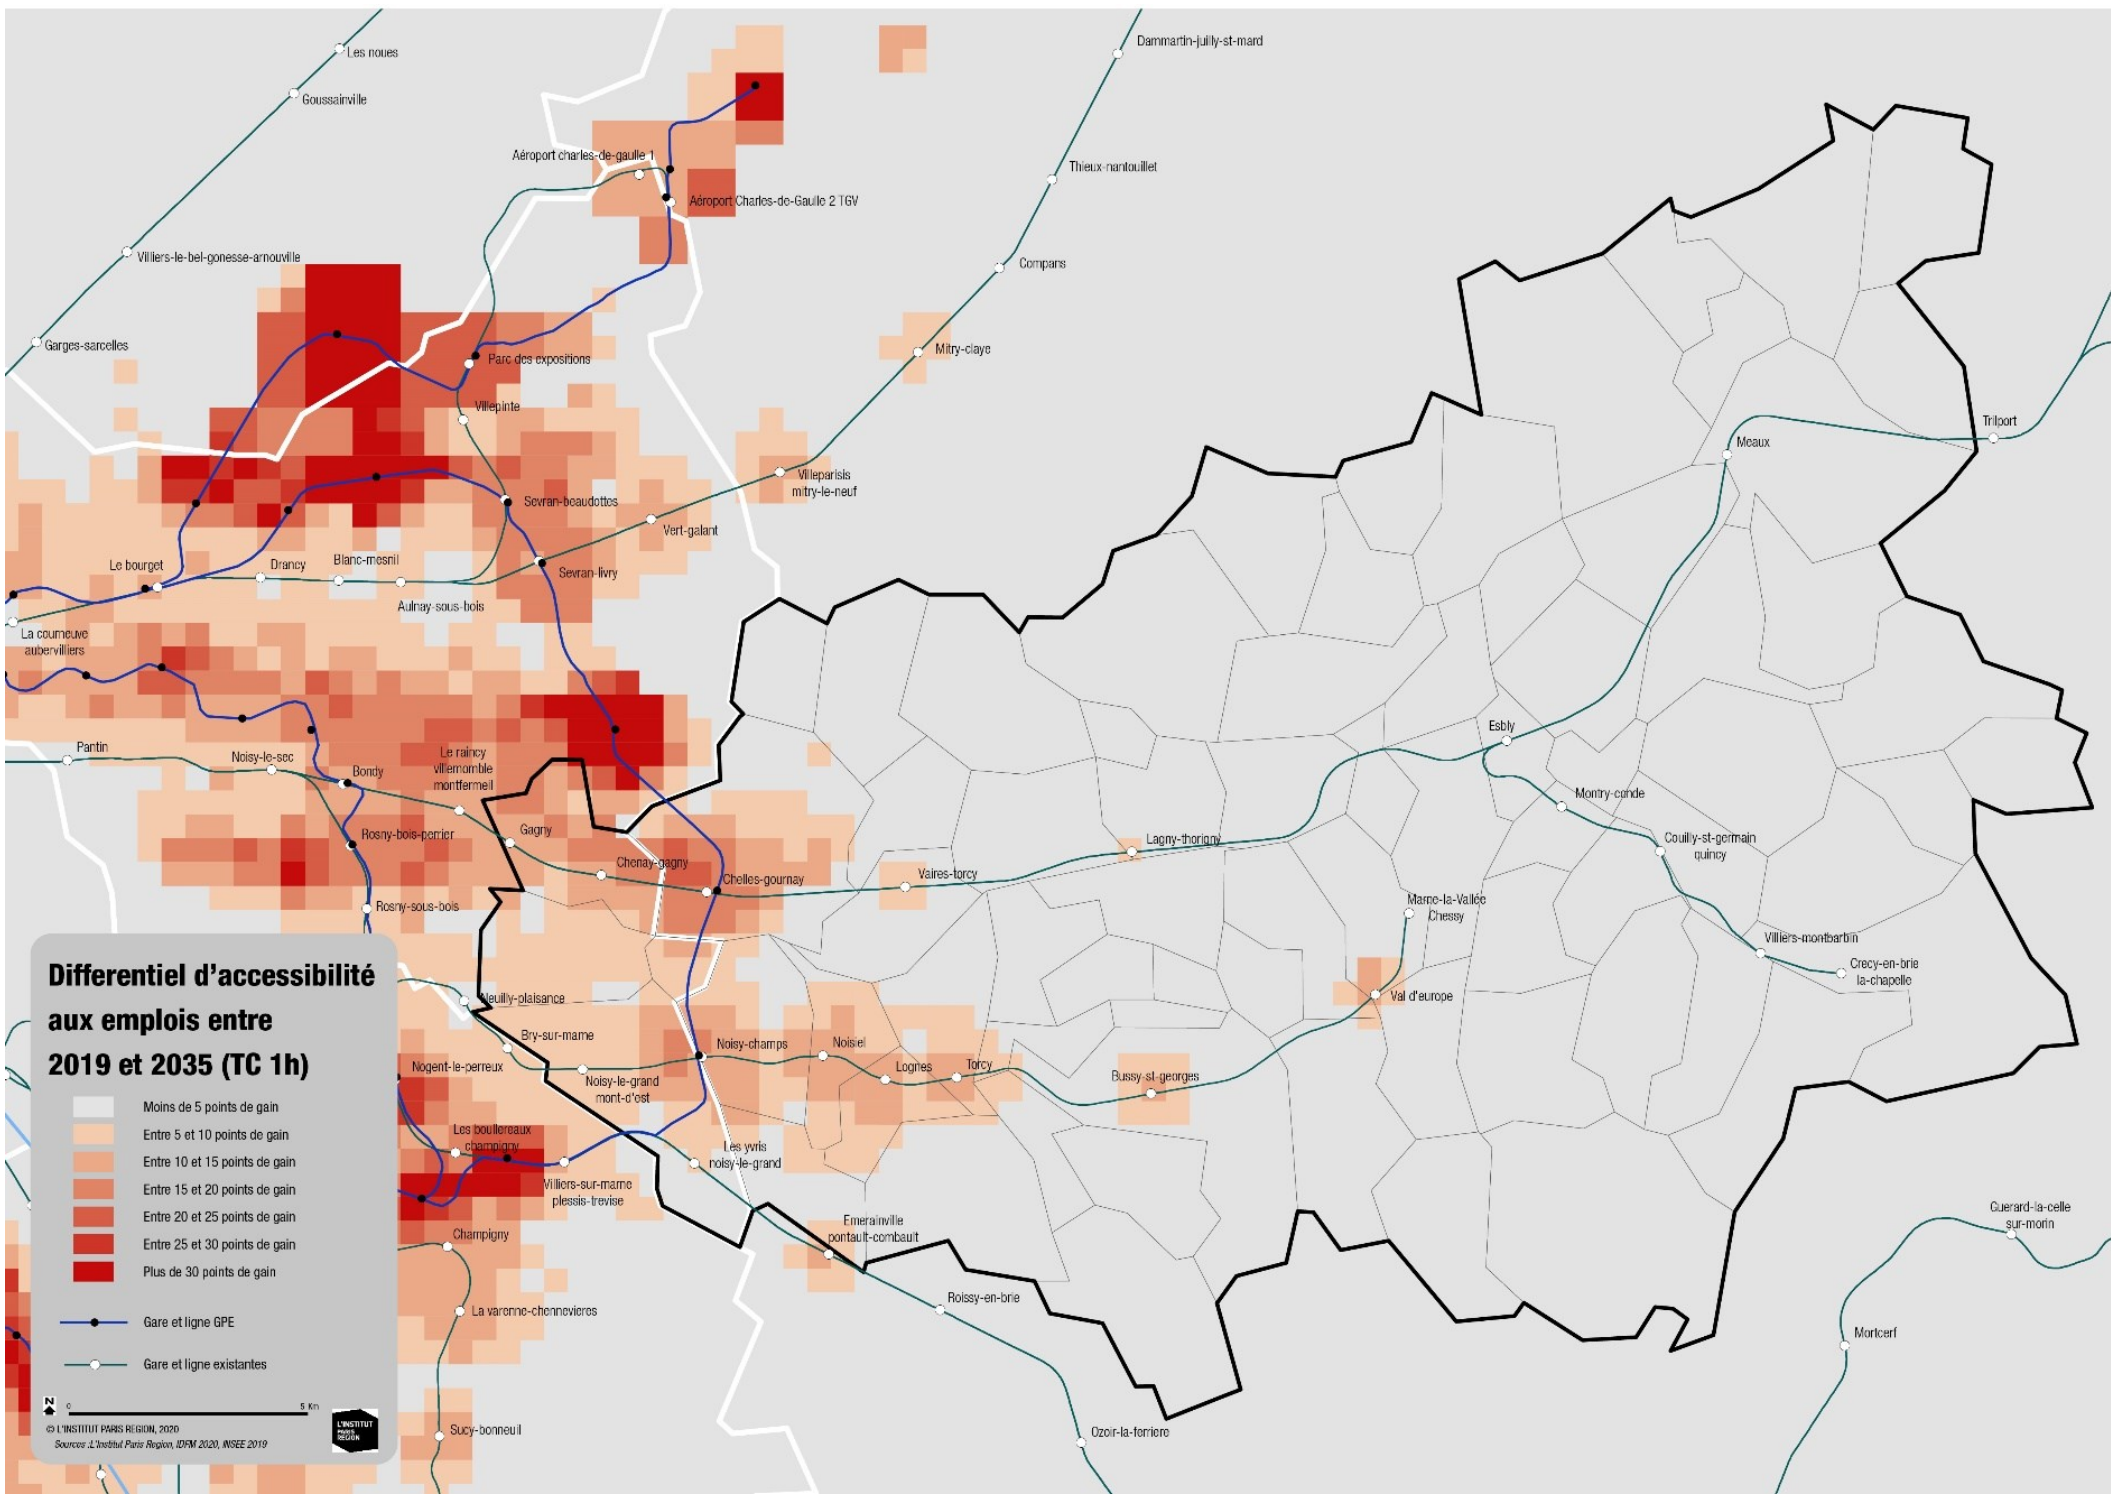 Les noues
Goussainville
Dammartin-juilly-st-mard
Aéroport charles-de-gaulle 1
Thieux-nantouillet
Aéroport Charles-de-Gaulle 2 TGV
Villiers-le-bel-gonesse-arnouville
Compans
Garges-sarcelles
Parc des expositions
Mitry-claye
Villepinte
Trilport
Meaux
Villeparisis
mitry-le-neuf
Sevran-beaudottes
Vert-galant
Le bourget
Drancy
Blanc-mesnil
Sevran-livry
Aulnay-sous-bois
La courneuve
aubervilliers
Pantin
Noisy-le-sec
Le raincy
villemomble
montfermeil
Bondy
Esbly
Montry-conde
Rosny-bois-perrier
Gagny
Lagny-thorigny
Couilly-st-germain
quincy
Chenay-gagny
Chelles-gournay
Vaires-torcy
Rosny-sous-bois
Marne-la-Vallée
Chessy
Villiers-montbarbin
Crecy-en-brie
la-chapelle
Neuilly-plaisance
Val d'europe
Bry-sur-marne
Noisy-champs
Noisiel
Nogent-le-perreux
Noisy-le-grand
mont-d'est
Lognes
Torcy
Bussy-st-georges
Les boullereaux
champigny
Les yvris
noisy-le-grand
Villiers-sur-marne
plessis-trevise
Emerainville
pontault-combault
Champigny
Guerard-la-celle
sur-morin
La varenne-chennevieres
Roissy-en-brie
Mortcerf
Sucy-bonneuil
Ozoir-la-ferriere
Differentiel d'accessibilité
aux emplois entre
2019 et 2035 (TC 1h)
Moins de 5 points de gain
Entre 5 et 10 points de gain
Entre 10 et 15 points de gain
Entre 15 et 20 points de gain
Entre 20 et 25 points de gain
Entre 25 et 30 points de gain
Plus de 30 points de gain
Gare et ligne GPE
Gare et ligne existantes
N
0
5 Km
© L'INSTITUT PARIS REGION, 2020
Sources : L'Institut Paris Region, IDFM 2020, INSEE 2019
L'INSTITUT
PARIS
REGION